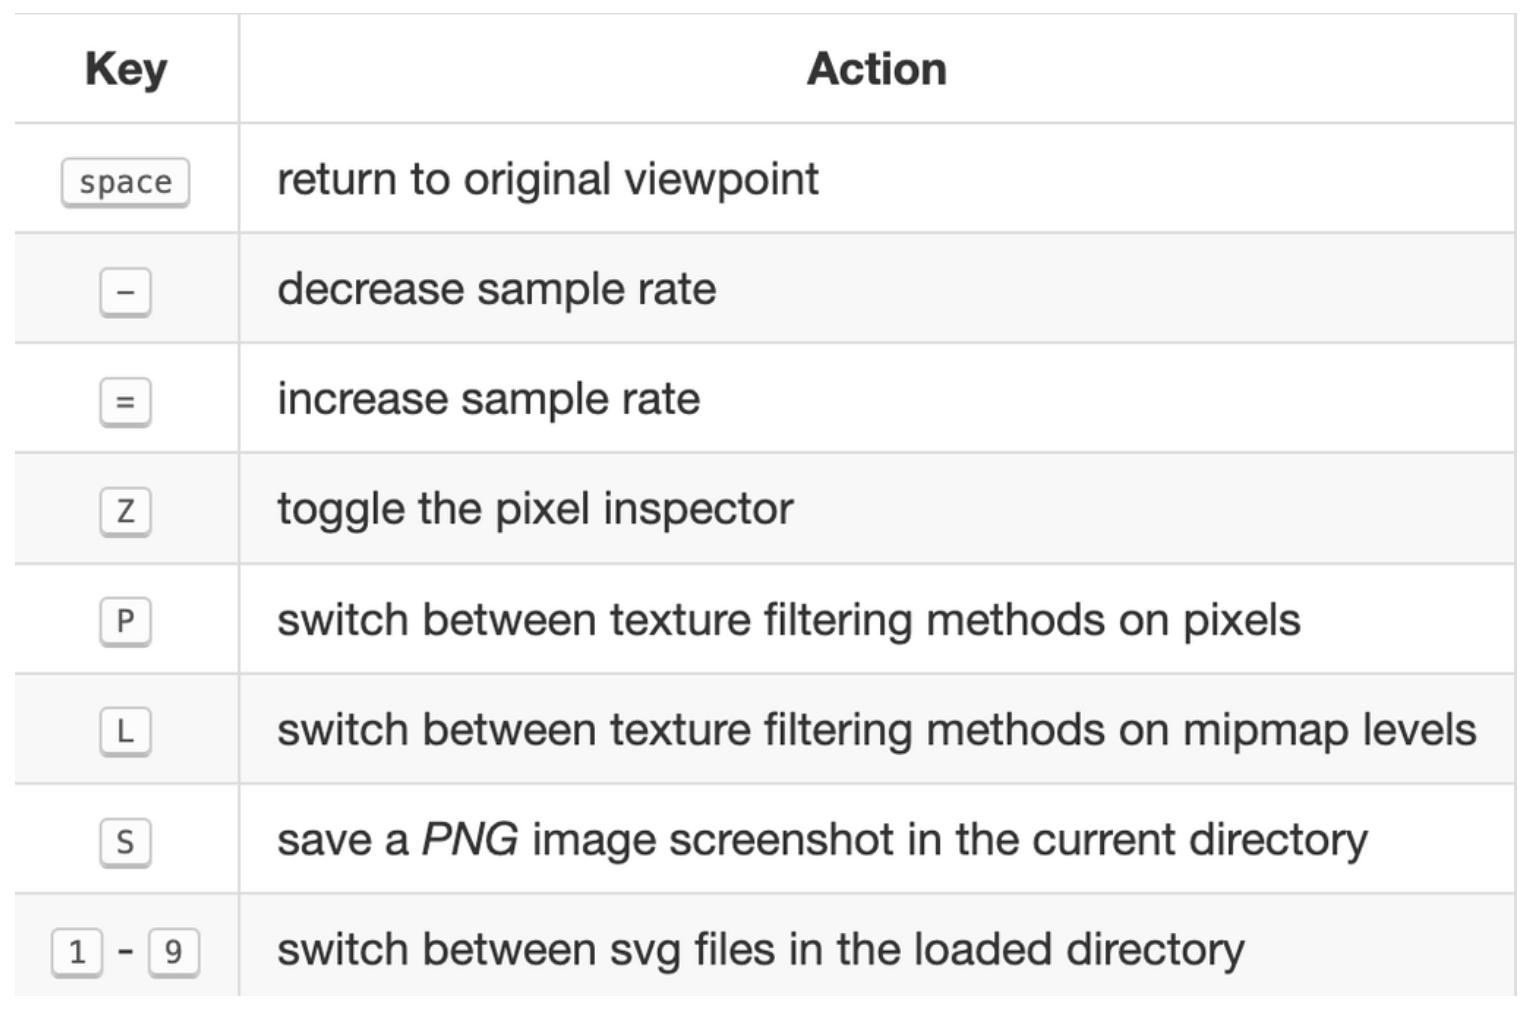 Key Action
space return to original viewpoint
– decrease sample rate
= increase sample rate
Z toggle the pixel inspector
P switch between texture filtering methods on pixels
L switch between texture filtering methods on mipmap levels
S save a PNG image screenshot in the current directory
1 - 9 switch between svg files in the loaded directory